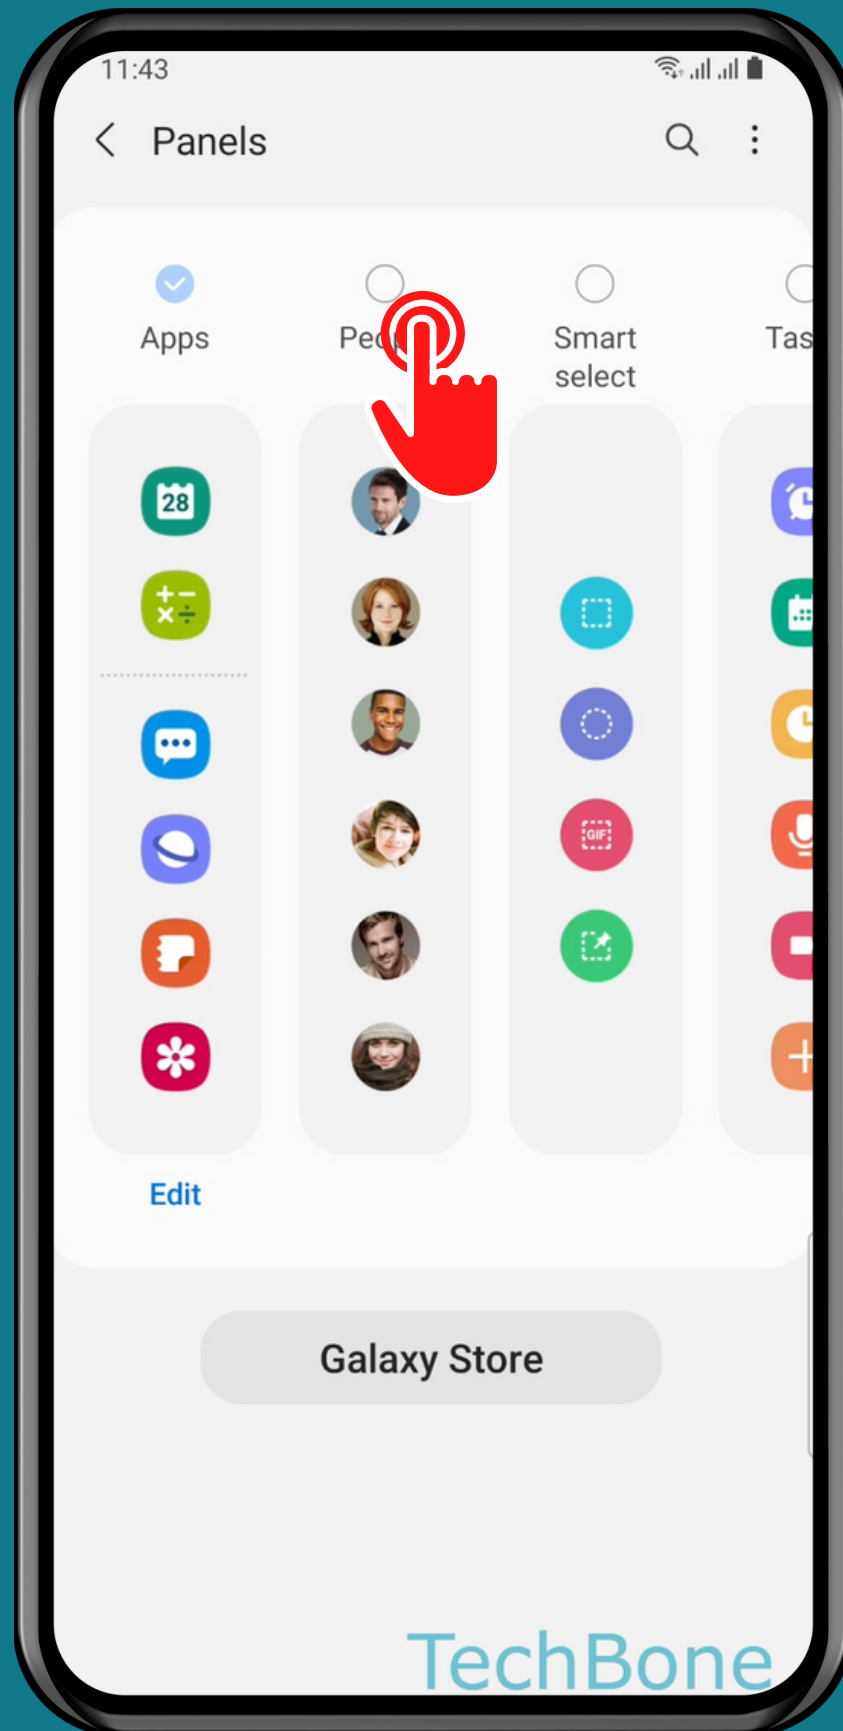 11:43
Panels
Apps
Smart
select
28
GIF
Edit
Galaxy Store
TechBone